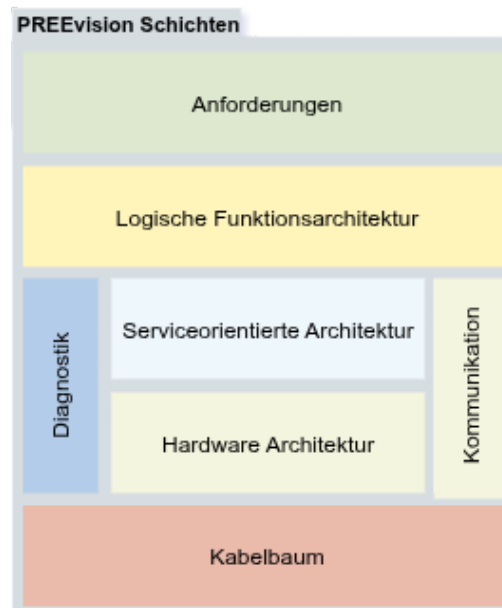 PREEvision Schichten
Anforderungen
Logische Funktionsarchitektur
Diagnostik
Serviceorientierte Architektur
Hardware Architektur
Kommunikation
Kabelbaum